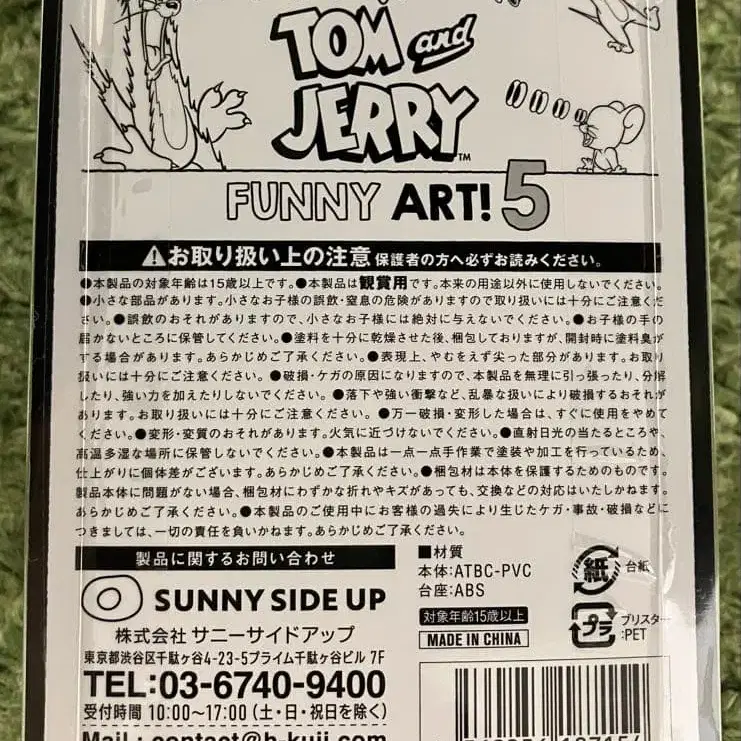 TOM and
JERRY™
FUNNY ART! 5
⚠お取り扱い上の注意 保護者の方へ必ずお読みください。
●本製品の対象年齢は15歳以上です。●本製品は観賞用です。本来の用途以外に使用しないでください。
●小さな部品があります。小さなお子様の誤飲・窒息の危険がありますので取り扱いには十分にご注意くだ
さい。●誤飲のおそれがありますので、小さなお子様には絶対に与えないでください。●お子様の手の
届かないところに保管してください。●塗料を十分に乾燥させた後、梱包しておりますが、開封時に塗料臭が
する場合があります。あらかじめご了承ください。●表現上、やむをえず尖った部分があります。お取り
扱いには十分にご注意ください。●破損・ケガの原因になりますので、本製品を無理に引っ張ったり、分解
したり、強い力を加えたりしないでください。●落下や強い衝撃など、乱暴な扱いにより破損するおそれが
あります。お取り扱いには十分にご注意ください。●万一破損・変形した場合は、すぐに使用をやめて
ください。●変形・変質のおそれがあります。火気に近づけないでください。●直射日光の当たるところや、
高温多湿な場所に保管しないでください。●本製品は一点一点手作業で塗装や加工を行っているため、
仕上がりに個体差がございます。あらかじめご了承ください。●梱包材は本体を保護するためのものです。
製品本体に問題がない場合、梱包材にわずかな折れやキズがあっても、交換などの対応はいたしかねます。
あらかじめご了承ください。●本製品のご使用中にお客様の過失により生じたケガ・事故・破損などに
つきましては、一切の責任を負いかねます。あらかじめご了承ください。
製品に関するお問い合わせ
SUNNY SIDE UP
株式会社 サニーサイドアップ
東京都渋谷区千駄ヶ谷4-23-5プライム千駄ヶ谷ビル 7F
TEL:03-6740-9400
受付時間 10:00〜17:00 (土・日・祝日を除く)
Mail : contact@h-kuji.com
■材質
本体:ATBC-PVC
台座:ABS
対象年齢15歳以上
MADE IN CHINA
紙 台紙
プラ ブリスター
:PET